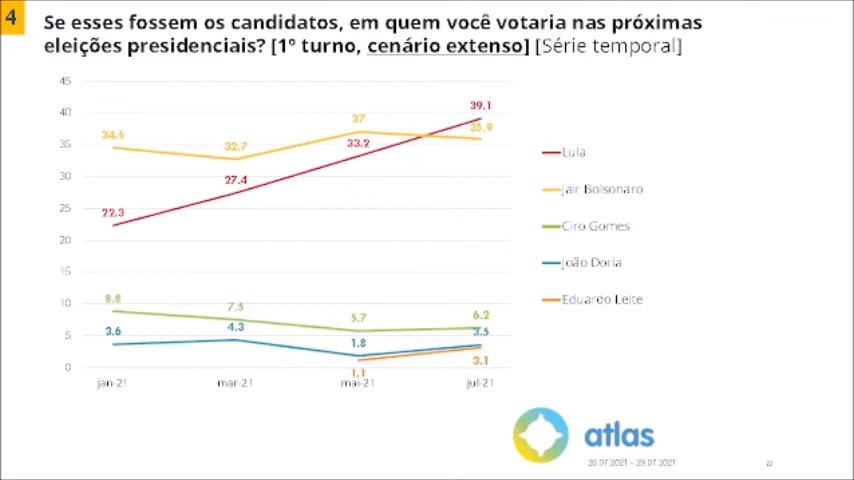 4
Se esses fossem os candidatos, em quem você votaria nas próximas
eleições presidenciais? [1º turno, cenário extenso] [Série temporal]
45
40
35
30
25
20
15
10
5
0
34.5
32.7
37
35.9
22.3
27.4
33.2
39.1
8.8
7.5
5.7
6.2
3.6
4.3
1.8
3.5
1.1
3.1
jan-21
mar-21
mai-21
jul-21
Lula
Jair Bolsonaro
Ciro Gomes
João Doria
Eduardo Leite
atlas
26.07.2021 – 29.07.2021